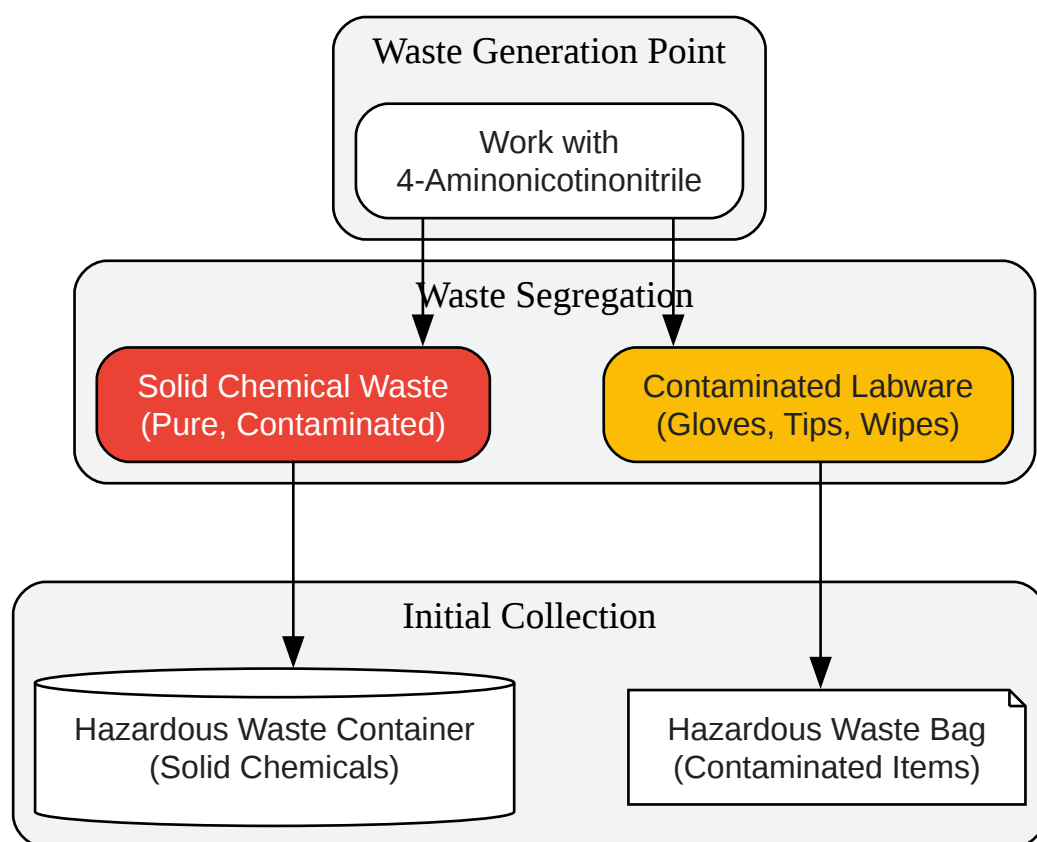 Waste Generation Point
Work with
4-Aminonicotinonitrile
Waste Segregation
Solid Chemical Waste
(Pure, Contaminated)
Contaminated Labware
(Gloves, Tips, Wipes)
Initial Collection
Hazardous Waste Container
(Solid Chemicals)
Hazardous Waste Bag
(Contaminated Items)